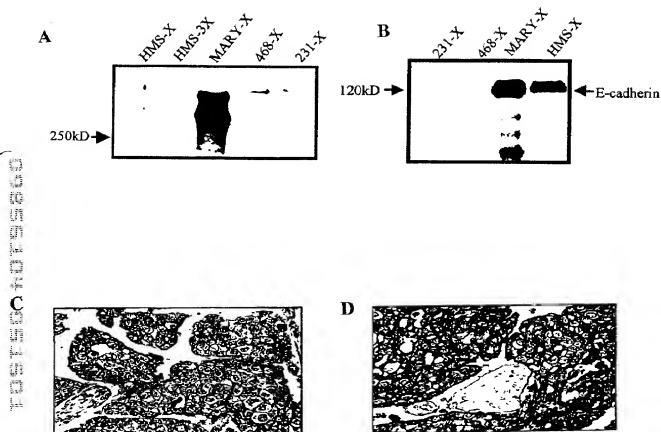 A
HMS-X
HMS-3X
MARY-X
468-X
231-X
250kD
B
231-X
468-X
MARY-X
HMS-X
120kD
E-cadherin
C
D